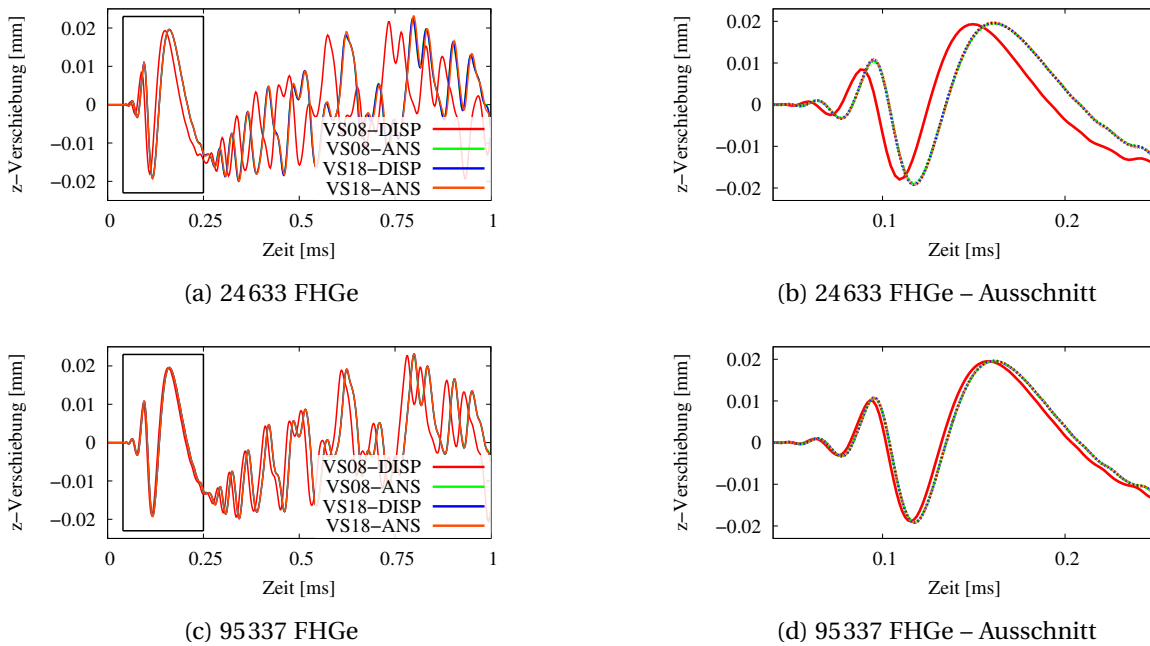 z–Verschiebung [mm]
0.02
0.01
0
−0.01
−0.02
VS08–DISP
VS08–ANS
VS18–DISP
VS18–ANS
0
0.25
0.5
0.75
1
Zeit [ms]
(a) 24633 FHGe
z–Verschiebung [mm]
0.02
0.01
0
−0.01
−0.02
0.1
0.2
Zeit [ms]
(b) 24633 FHGe – Ausschnitt
z–Verschiebung [mm]
0.02
0.01
0
−0.01
−0.02
VS08–DISP
VS08–ANS
VS18–DISP
VS18–ANS
0
0.25
0.5
0.75
1
Zeit [ms]
(c) 95337 FHGe
z–Verschiebung [mm]
0.02
0.01
0
−0.01
−0.02
0.1
0.2
Zeit [ms]
(d) 95337 FHGe – Ausschnitt